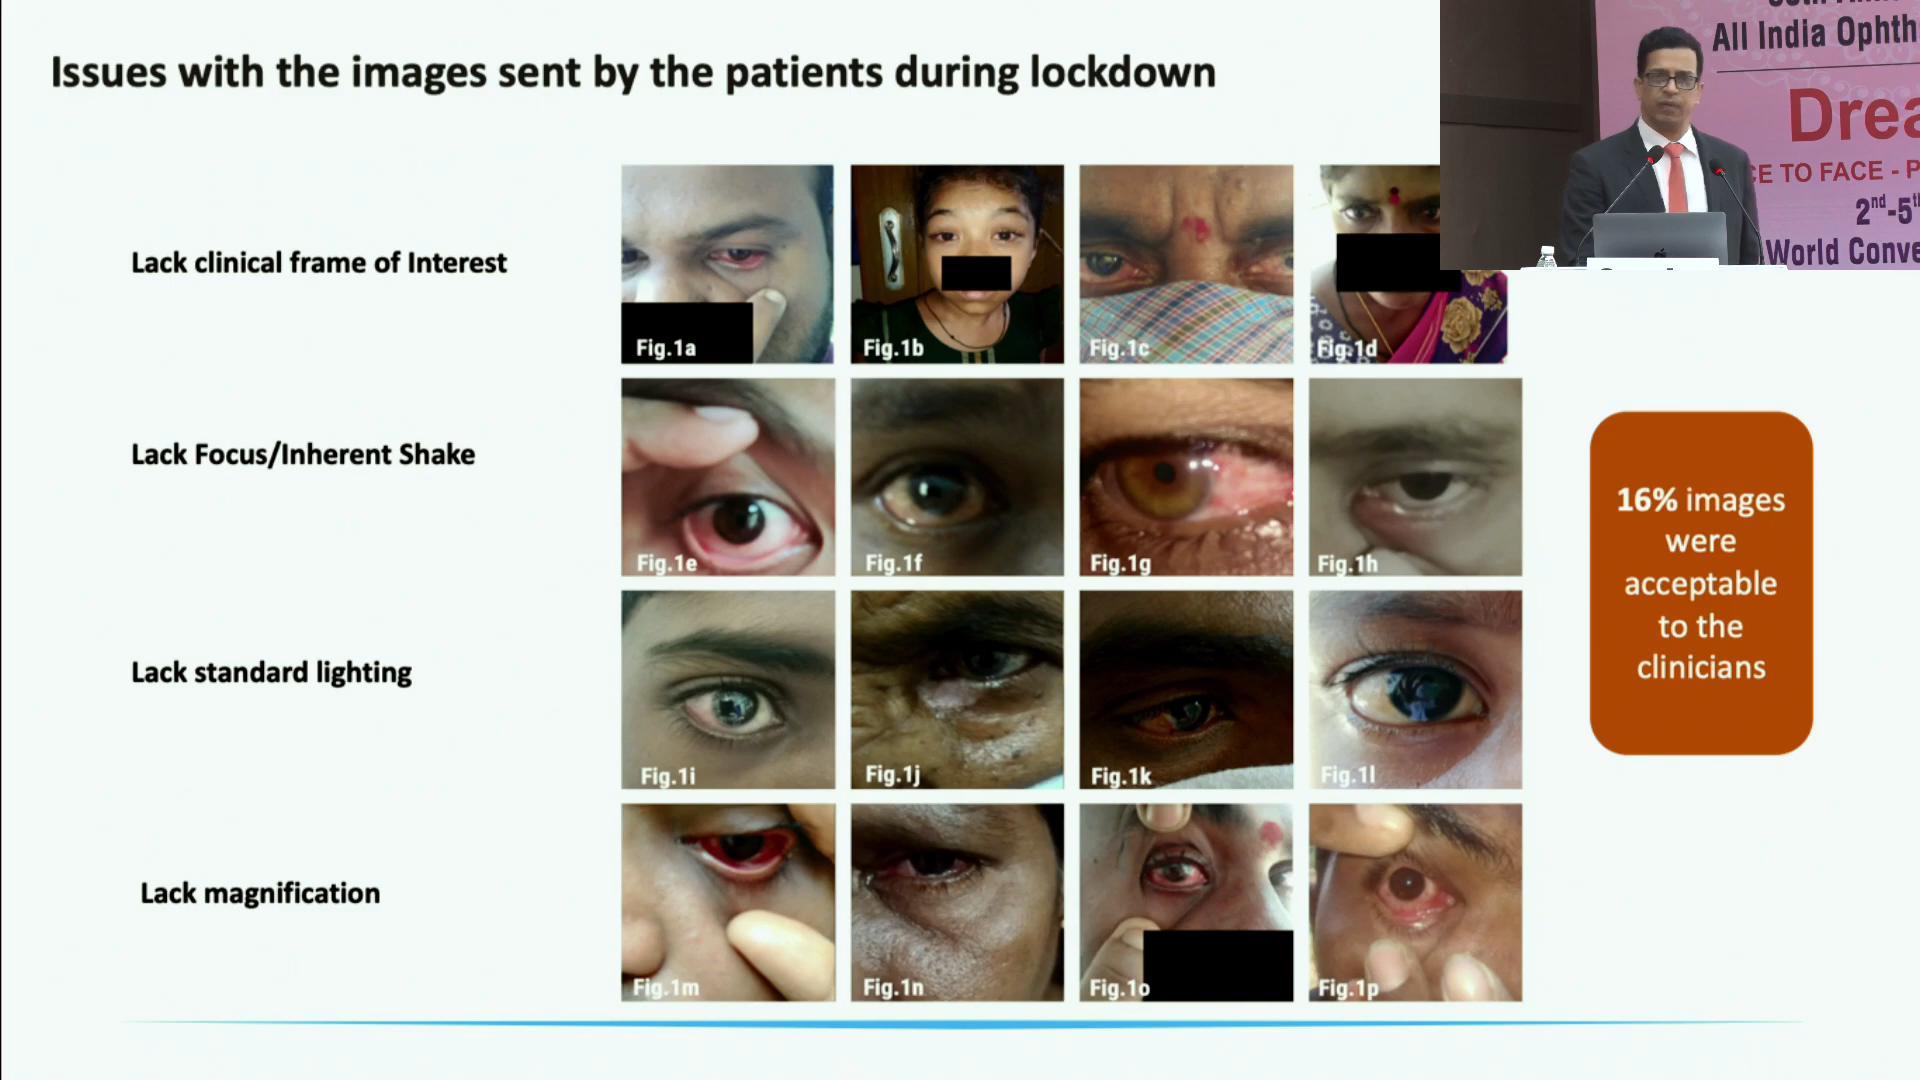 Issues with the images sent by the patients during lockdown
All India Ophth
Drea
CE TO FACE - P
2nd-5th
World Conve
Lack clinical frame of Interest
Fig.1a
Fig.1b
Fig.1c
Fig.1d
Lack Focus/Inherent Shake
Fig.1e
Fig.1f
Fig.1g
Fig.1h
16% images
were
acceptable
to the
clinicians
Lack standard lighting
Fig.1i
Fig.1j
Fig.1k
Fig.1l
Lack magnification
Fig.1m
Fig.1n
Fig.1o
Fig.1p